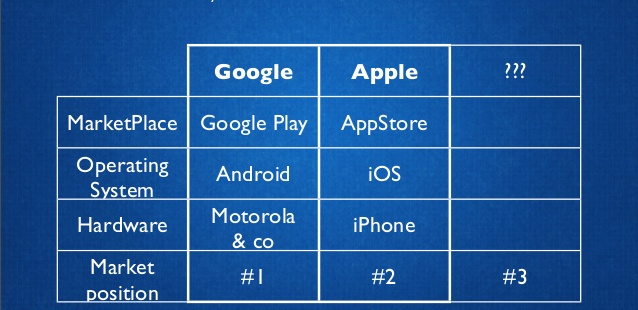 Google Apple ???
MarketPlace Google Play AppStore
Operating
System
Android iOS
Hardware
Motorola
& co
iPhone
Market
position
#1 #2 #3